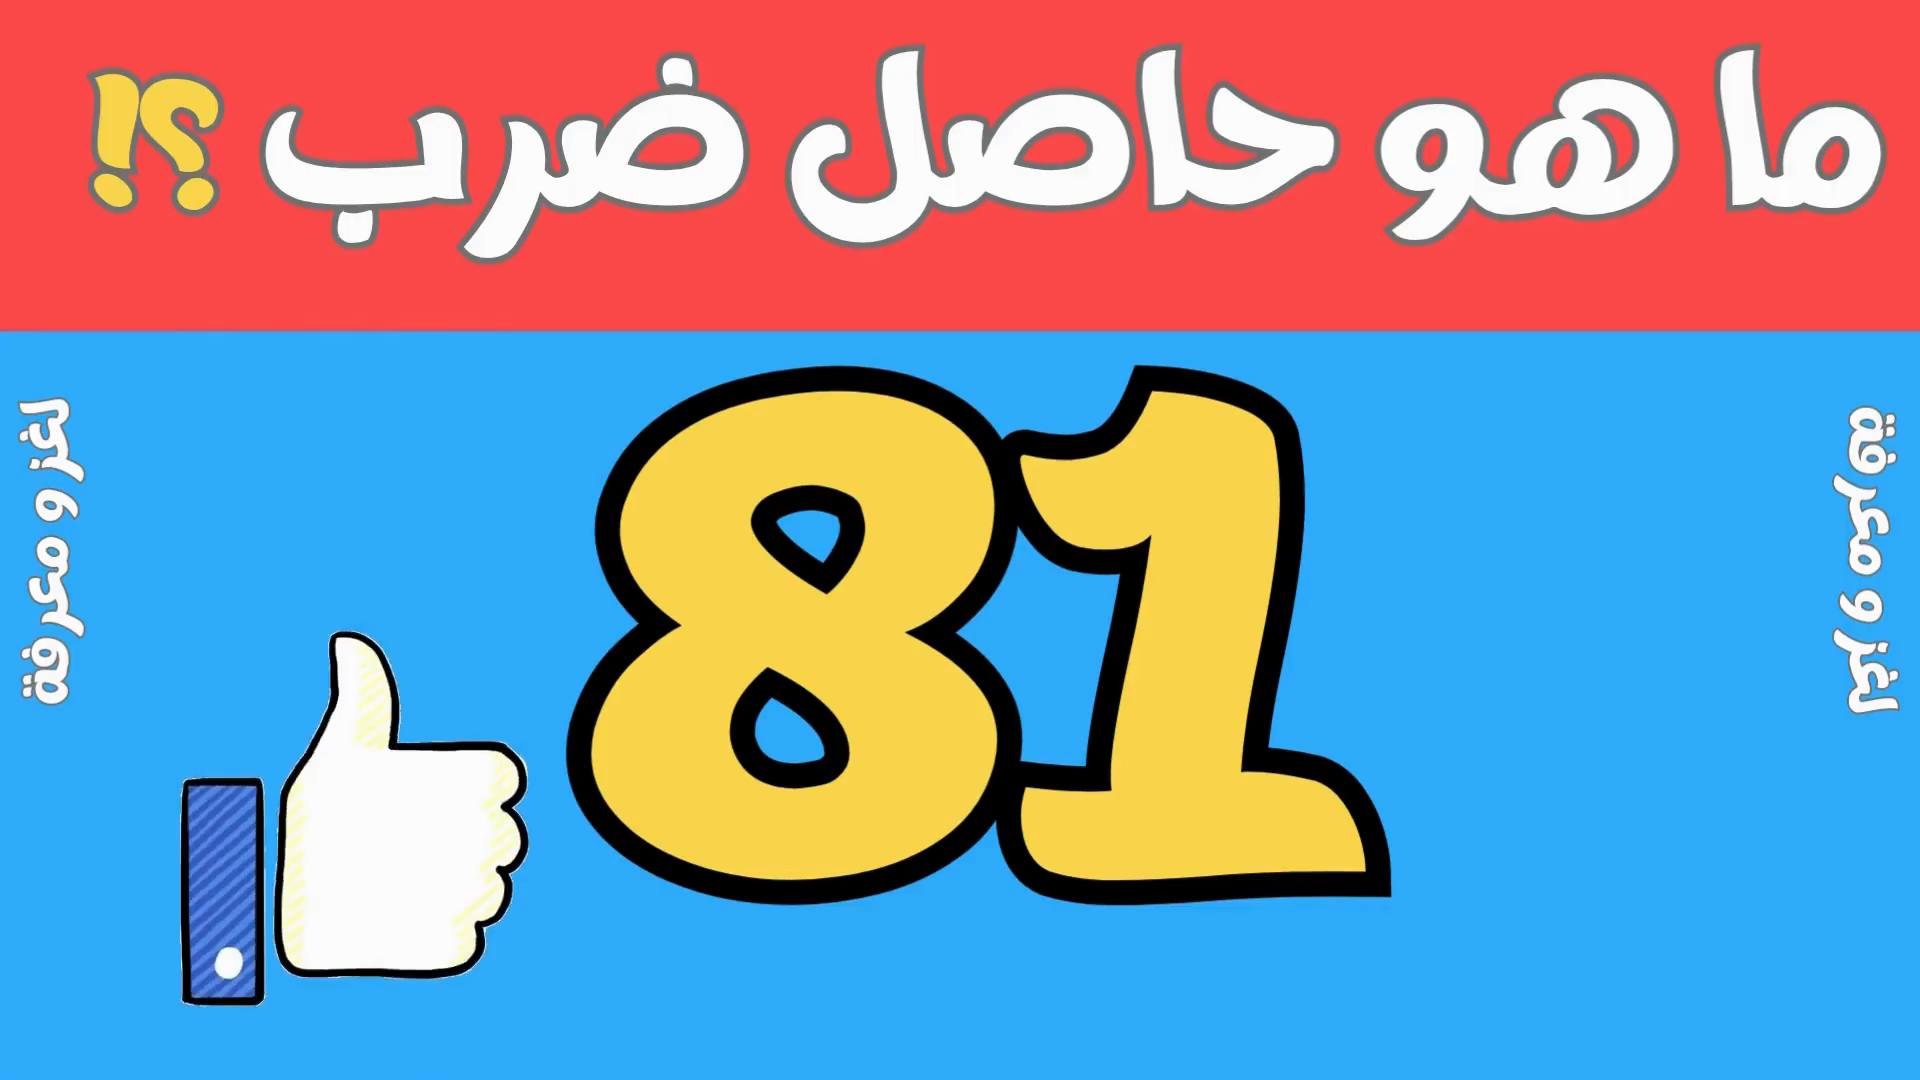 ما هو حاصل ضرب ؟!
81
لغز و معرفة
لغز و معرفة